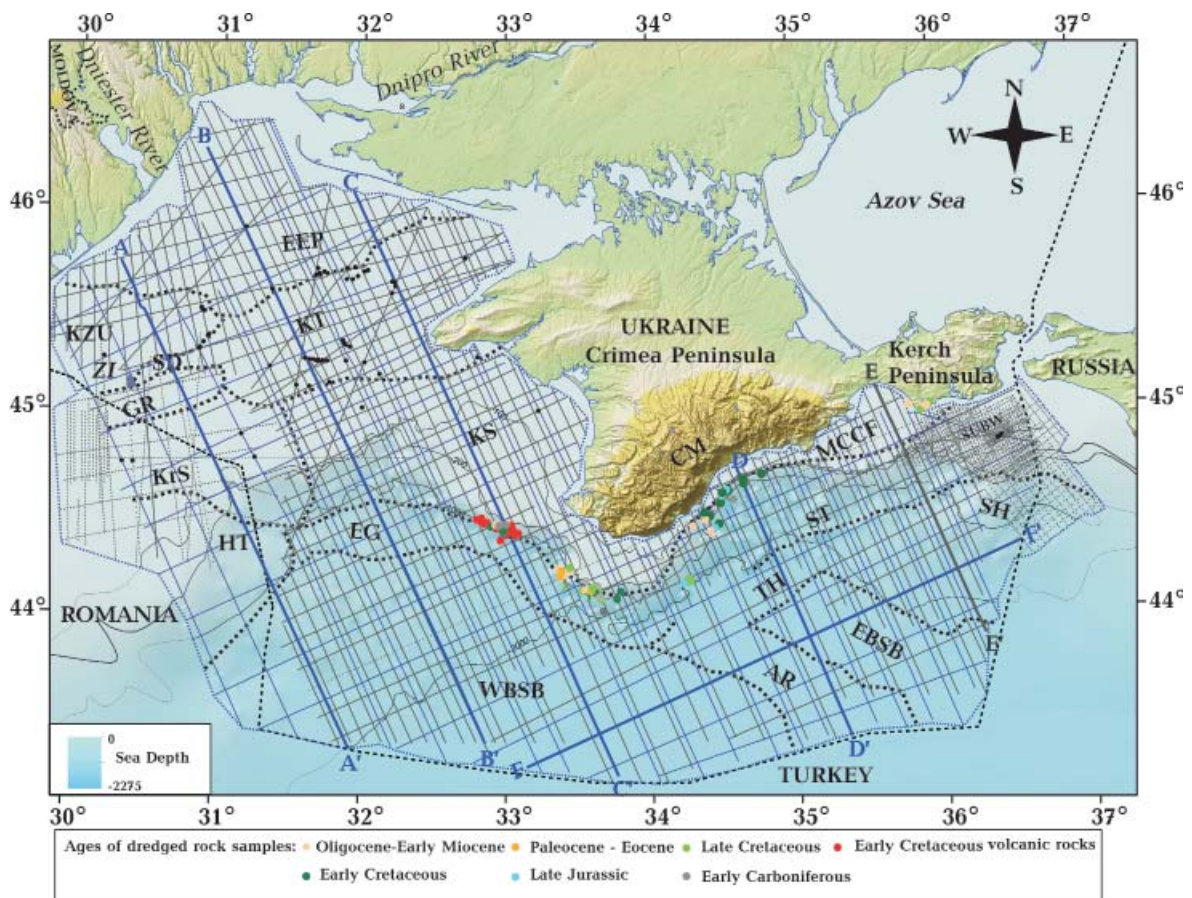 30° 31° 32° 33° 34° 35° 36° 37°
MOLDOV
Dniester River
Dnipro River
N
W E
S
B
46° 46°
C
Azov Sea
A
EEP
KT
KZU
UKRAINE
Crimea Peninsula
Kerch
Peninsula
RUSSIA
ZI
SD
E
45° 45°
GR
KS
CM
MCCF
SUBW
KrS
D
200
HT
EG
ST
SH
F'
44° 44°
ROMANIA
TH
EBSB
E'
2000
WBSB
AR
0
Sea Depth
-2275
A' B' F C' D'
TURKEY
30° 31° 32° 33° 34° 35° 36° 37°
Ages of dredged rock samples: Oligocene-Early Miocene Paleocene - Eocene Late Cretaceous Early Cretaceous volcanic rocks
Early Cretaceous Late Jurassic Early Carboniferous